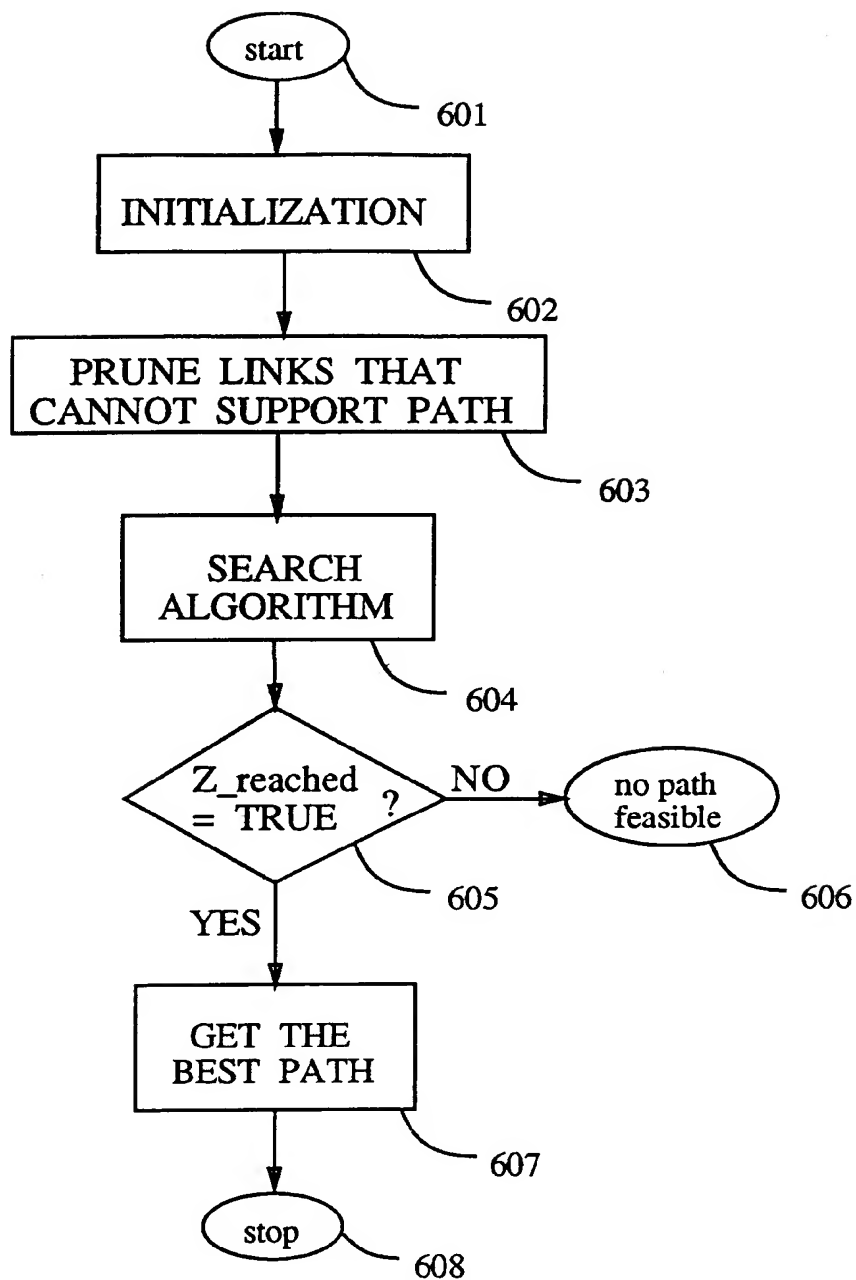 start
601
INITIALIZATION
602
PRUNE LINKS THAT
CANNOT SUPPORT PATH
603
SEARCH
ALGORITHM
604
Z_reached
= TRUE ?
NO
no path
feasible
605
606
YES
GET THE
BEST PATH
607
stop
608